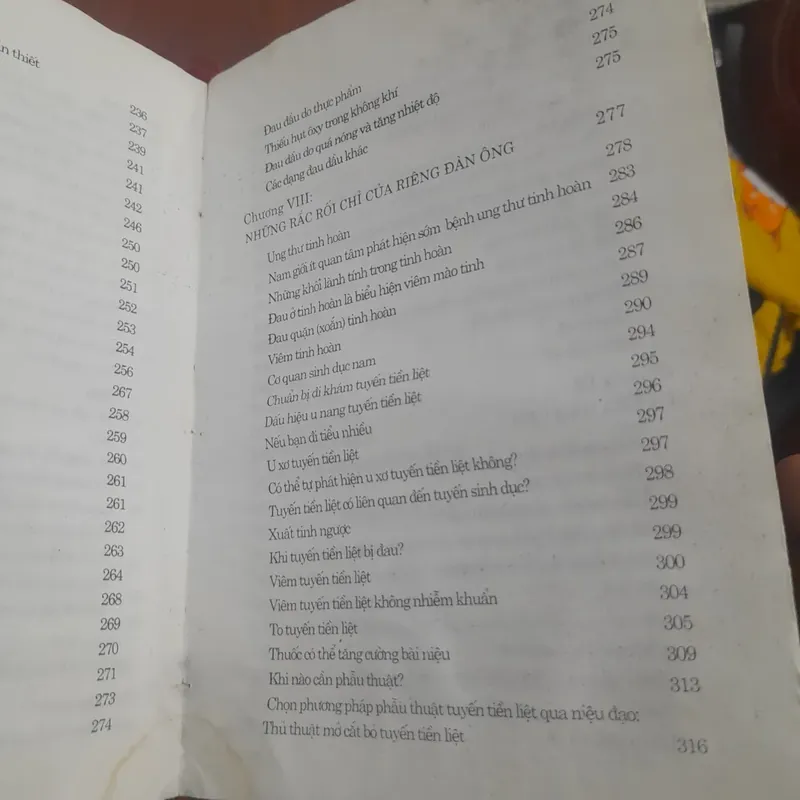 n thiết
236
237
239
241
241
242
246
250
250
251
252
253
254
256
267
258
259
260
261
261
262
263
264
268
269
270
271
273
274
Đau đầu do thực phẩm 274
Thiếu hụt ôxy trong không khí 275
Đau đầu do quá nóng và tăng nhiệt độ 275
Các dạng đau đầu khác 277
Chương VIII:
NHỮNG RẮC RỐI CHỈ CỦA RIÊNG ĐÀN ÔNG
Ung thư tinh hoàn 278
Nam giới ít quan tâm phát hiện sớm bệnh ung thư tinh hoàn 283
Những khối lành tính trong tinh hoàn 284
Đau ở tinh hoàn là biểu hiện viêm mào tinh 286
Đau quặn (xoắn) tinh hoàn 287
Viêm tinh hoàn 289
Cơ quan sinh dục nam 290
Chuẩn bị đi khám tuyến tiền liệt 294
Dấu hiệu u nang tuyến tiền liệt 295
Nếu bạn đi tiểu nhiều 296
U xơ tuyến tiền liệt 297
Có thể tự phát hiện u xơ tuyến tiền liệt không? 297
Tuyến tiền liệt có liên quan đến tuyến sinh dục? 298
Xuất tinh ngược 299
Khi tuyến tiền liệt bị đau? 299
Viêm tuyến tiền liệt 300
Viêm tuyến tiền liệt không nhiễm khuẩn 304
To tuyến tiền liệt 305
Thuốc có thể tăng cường bài niệu 309
Khi nào cần phẫu thuật? 313
Chọn phương pháp phẫu thuật tuyến tiền liệt qua niệu đạo:
Thủ thuật mổ cắt bỏ tuyến tiền liệt 316